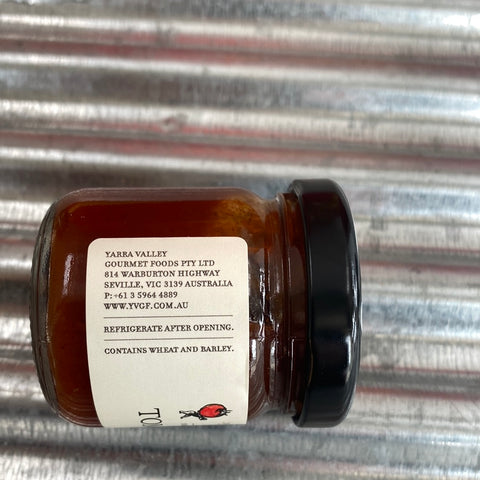 YARRA VALLEY
GOURMET FOODS PTY LTD
814 WARBURTON HIGHWAY
SEVILLE, VIC 3139 AUSTRALIA
P:+61 3 5964 4889
WWW.YVGF.COM.AU
REFRIGERATE AFTER OPENING.
CONTAINS WHEAT AND BARLEY.